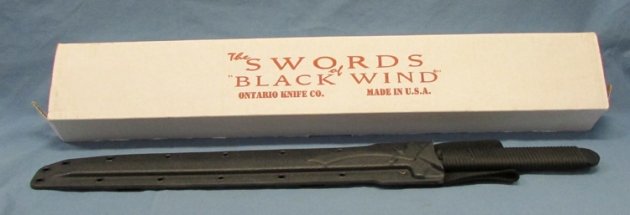 The SWORDS
of
"BLACK WIND"
ONTARIO KNIFE CO. MADE IN U.S.A.